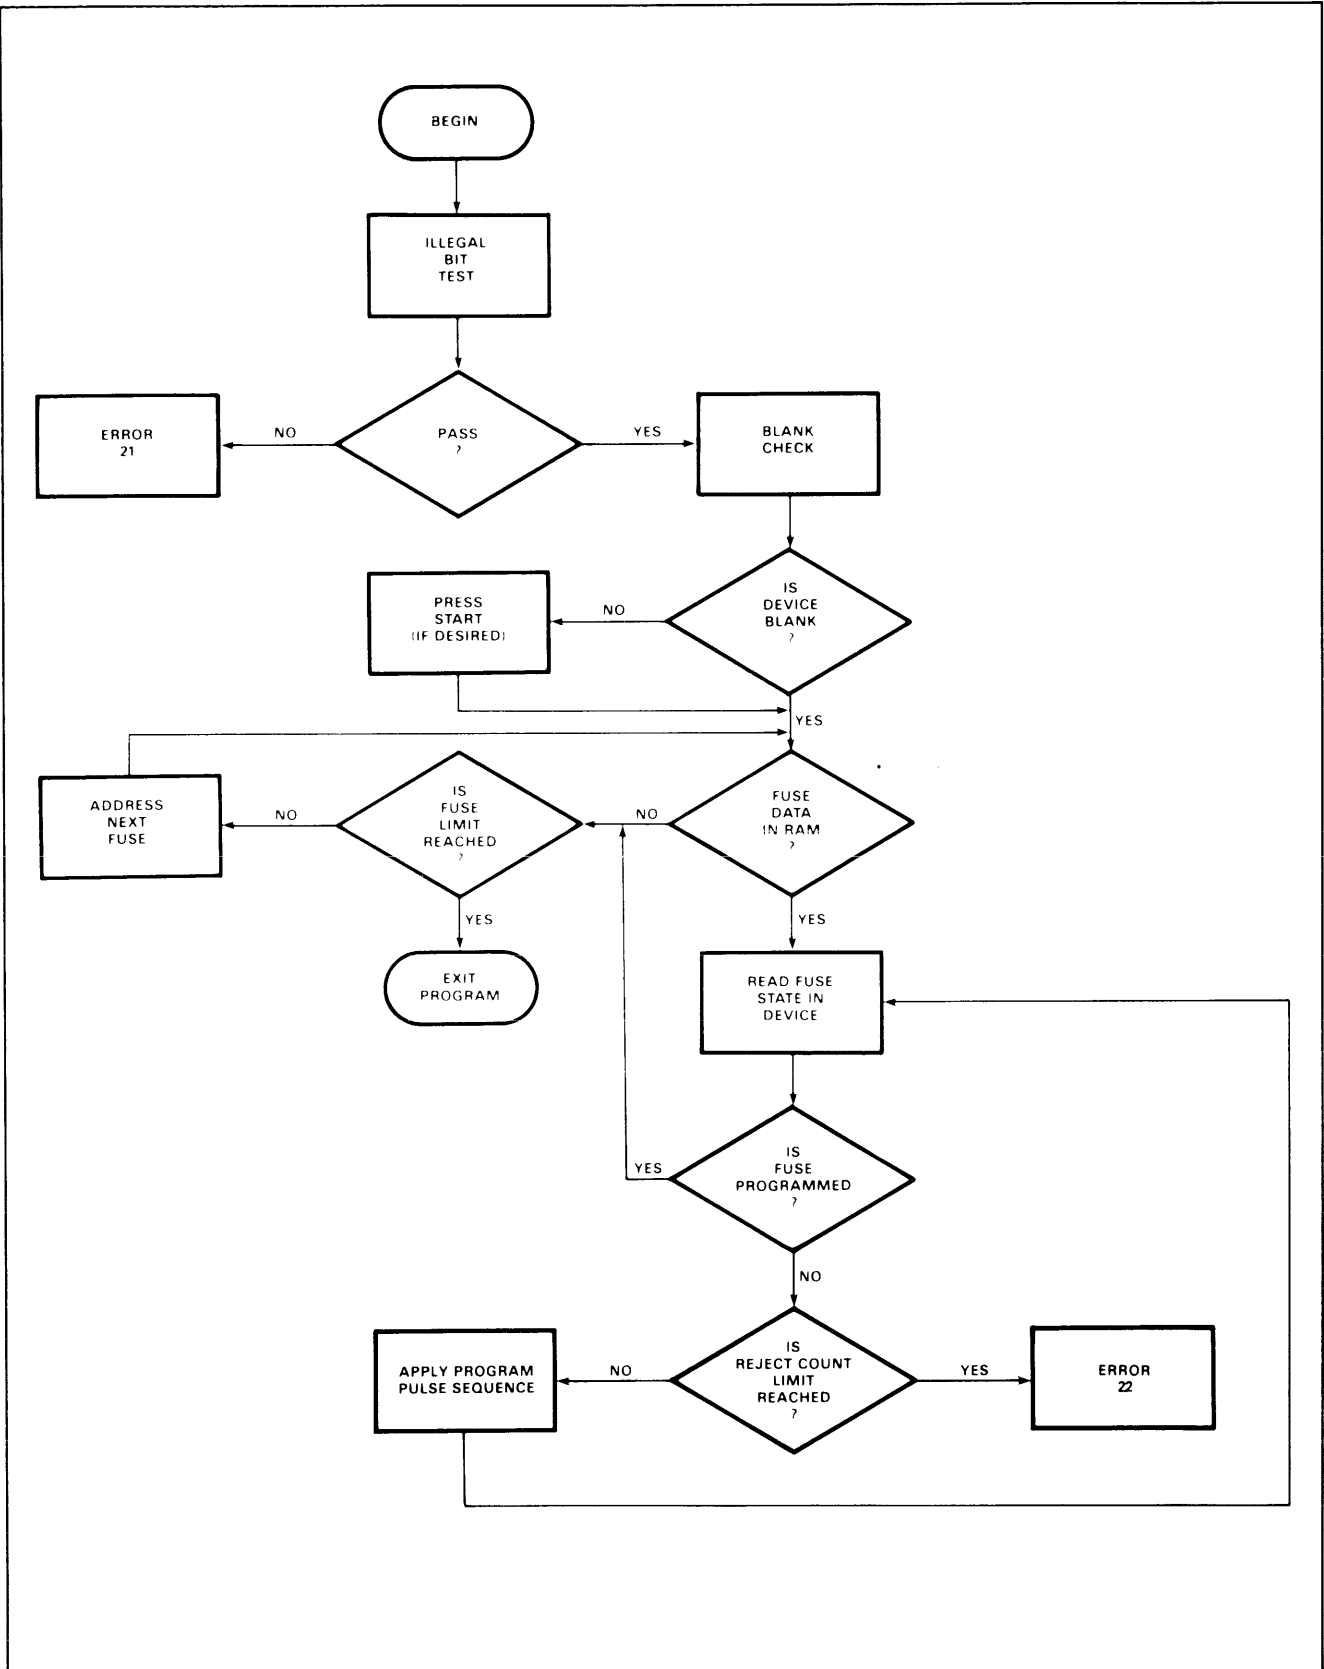 BEGIN
ILLEGAL
BIT
TEST
PASS
?
NO
ERROR
21
YES
BLANK
CHECK
IS
DEVICE
BLANK
?
NO
PRESS
START
(IF DESIRED)
YES
FUSE
DATA
IN RAM
?
NO
IS
FUSE
LIMIT
REACHED
?
NO
ADDRESS
NEXT
FUSE
YES
EXIT
PROGRAM
YES
READ FUSE
STATE IN
DEVICE
IS
FUSE
PROGRAMMED
?
YES
NO
IS
REJECT COUNT
LIMIT
REACHED
?
NO
APPLY PROGRAM
PULSE SEQUENCE
YES
ERROR
22